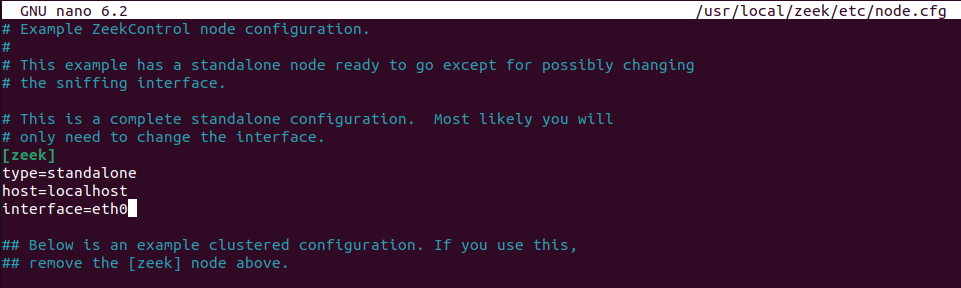 GNU nano 6.2 /usr/local/zeek/etc/node.cfg
# Example ZeekControl node configuration.
#
# This example has a standalone node ready to go except for possibly changing
# the sniffing interface.
# This is a complete standalone configuration.  Most likely you will
# only need to change the interface.
[zeek]
type=standalone
host=localhost
interface=eth0
## Below is an example clustered configuration. If you use this,
## remove the [zeek] node above.